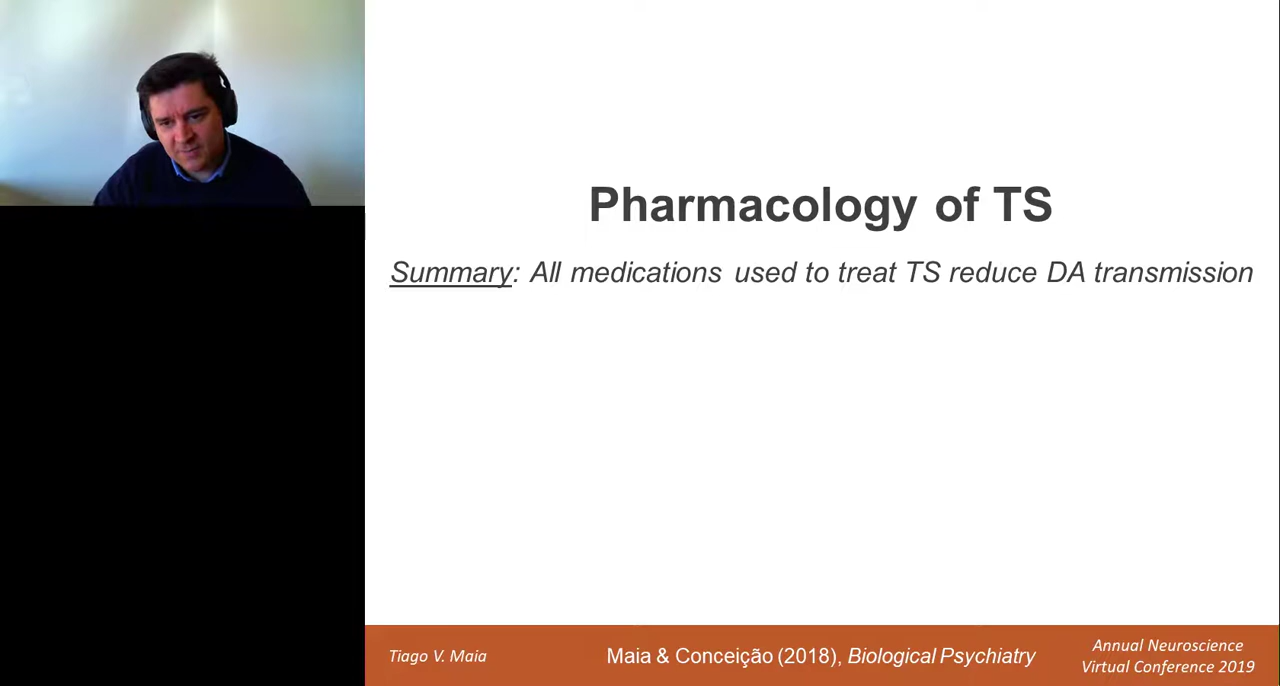 Pharmacology of TS
Summary: All medications used to treat TS reduce DA transmission
Tiago V. Maia
Maia & Conceição (2018), Biological Psychiatry
Annual Neuroscience
Virtual Conference 2019